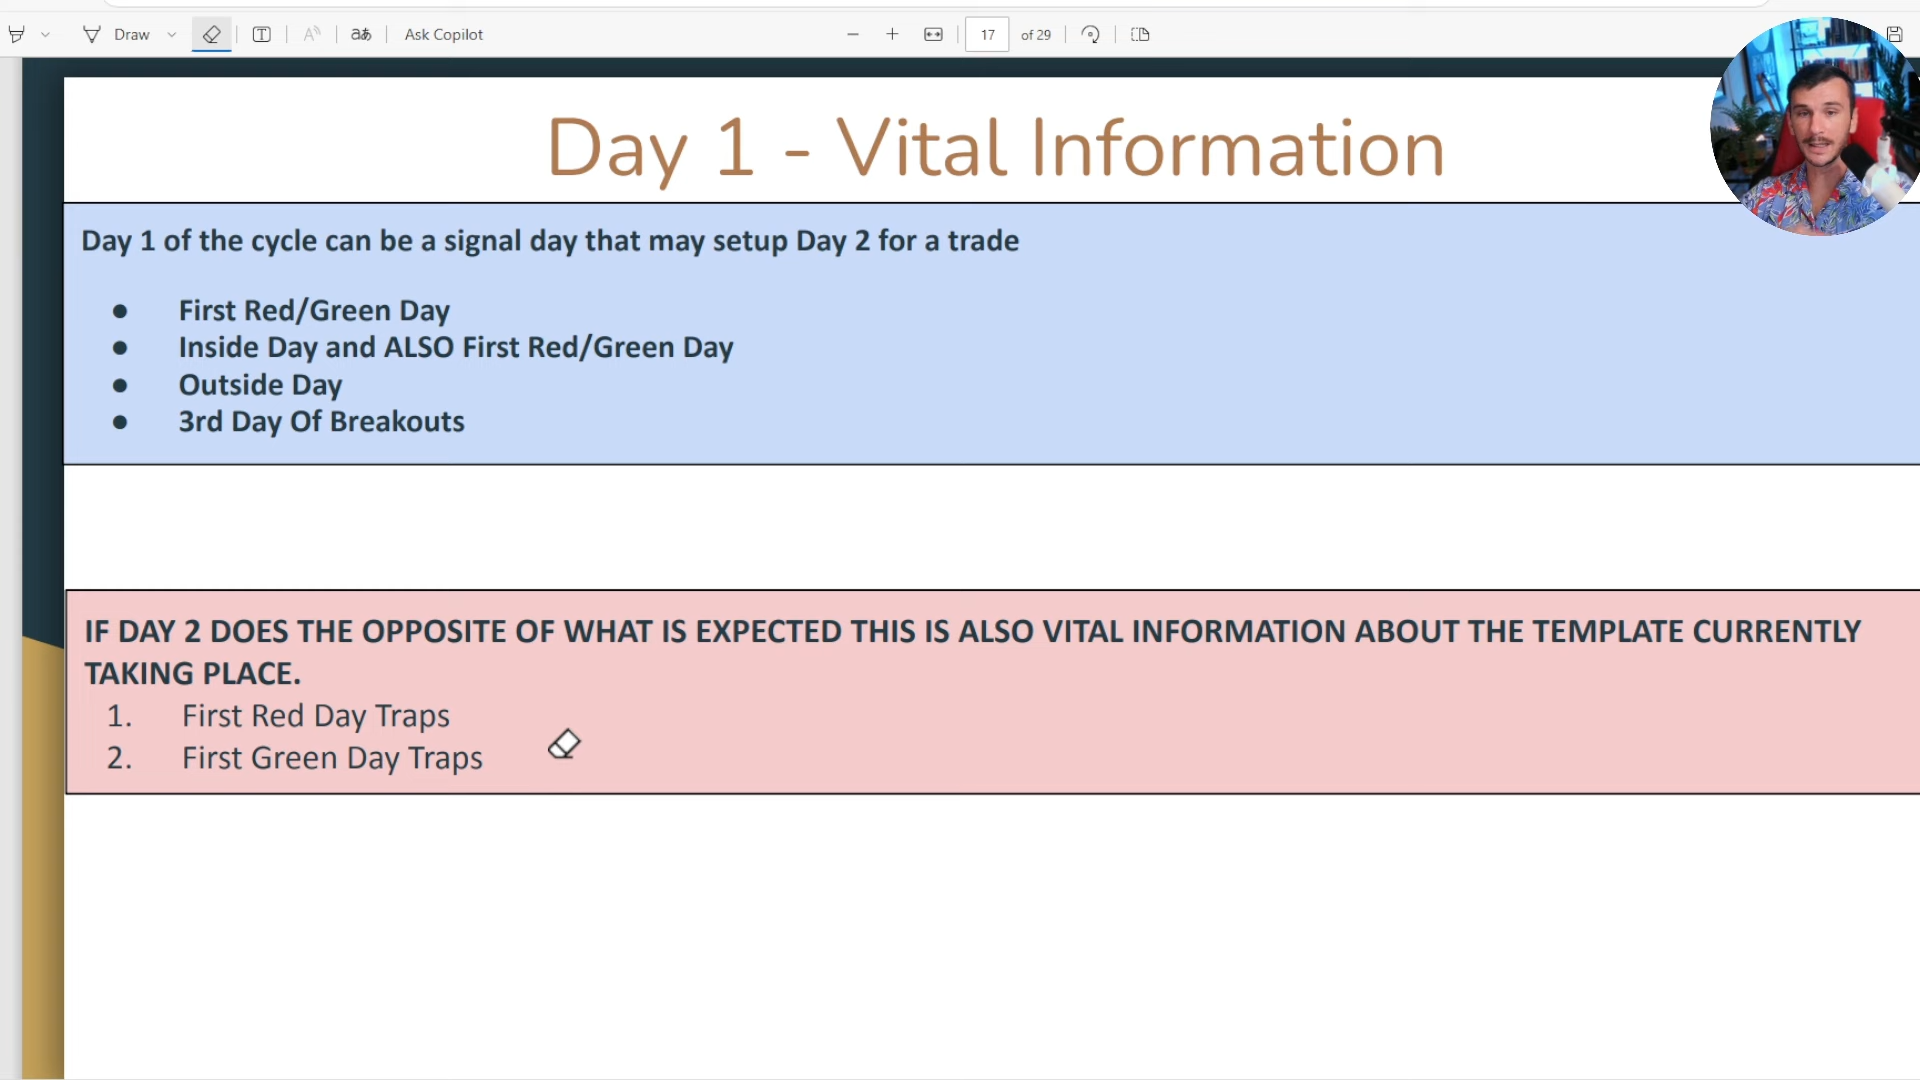 Draw
Ask Copilot
17
of 29
Day 1 - Vital Information
Day 1 of the cycle can be a signal day that may setup Day 2 for a trade
● First Red/Green Day
● Inside Day and ALSO First Red/Green Day
● Outside Day
● 3rd Day Of Breakouts
IF DAY 2 DOES THE OPPOSITE OF WHAT IS EXPECTED THIS IS ALSO VITAL INFORMATION ABOUT THE TEMPLATE CURRENTLY
TAKING PLACE.
1. First Red Day Traps
2. First Green Day Traps